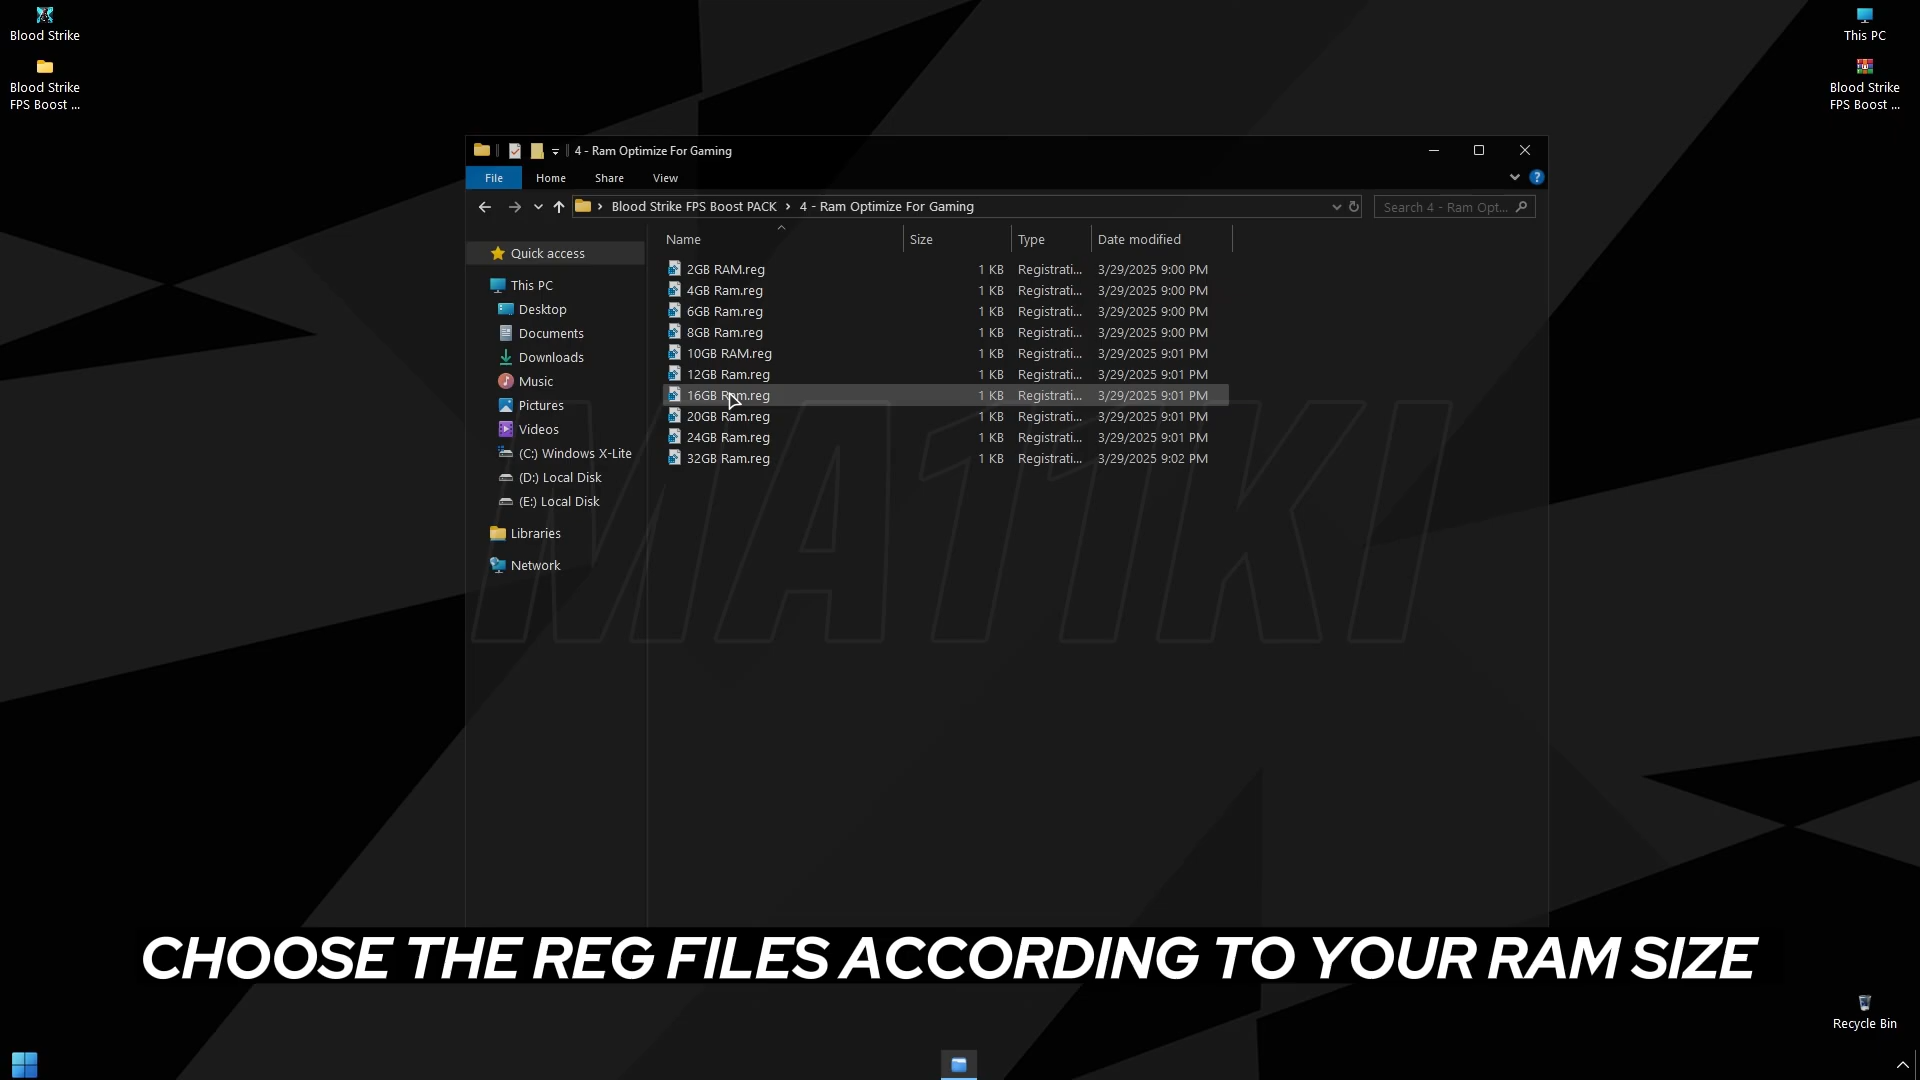 Blood Strike
Blood Strike
FPS Boost ...
This PC
Blood Strike
FPS Boost ...
4 - Ram Optimize For Gaming
File Home Share View
Blood Strike FPS Boost PACK › 4 - Ram Optimize For Gaming
Search 4 - Ram Opt...
Name Size Type Date modified
Quick access
This PC
Desktop
Documents
Downloads
Music
Pictures
Videos
(C:) Windows X-Lite
(D:) Local Disk
(E:) Local Disk
Libraries
Network
2GB RAM.reg 1 KB Registrati... 3/29/2025 9:00 PM
4GB Ram.reg 1 KB Registrati... 3/29/2025 9:00 PM
6GB Ram.reg 1 KB Registrati... 3/29/2025 9:00 PM
8GB Ram.reg 1 KB Registrati... 3/29/2025 9:00 PM
10GB RAM.reg 1 KB Registrati... 3/29/2025 9:01 PM
12GB Ram.reg 1 KB Registrati... 3/29/2025 9:01 PM
16GB Ram.reg 1 KB Registrati... 3/29/2025 9:01 PM
20GB Ram.reg 1 KB Registrati... 3/29/2025 9:01 PM
24GB Ram.reg 1 KB Registrati... 3/29/2025 9:01 PM
32GB Ram.reg 1 KB Registrati... 3/29/2025 9:02 PM
MA11KI
CHOOSE THE REG FILES ACCORDING TO YOUR RAM SIZE
Recycle Bin